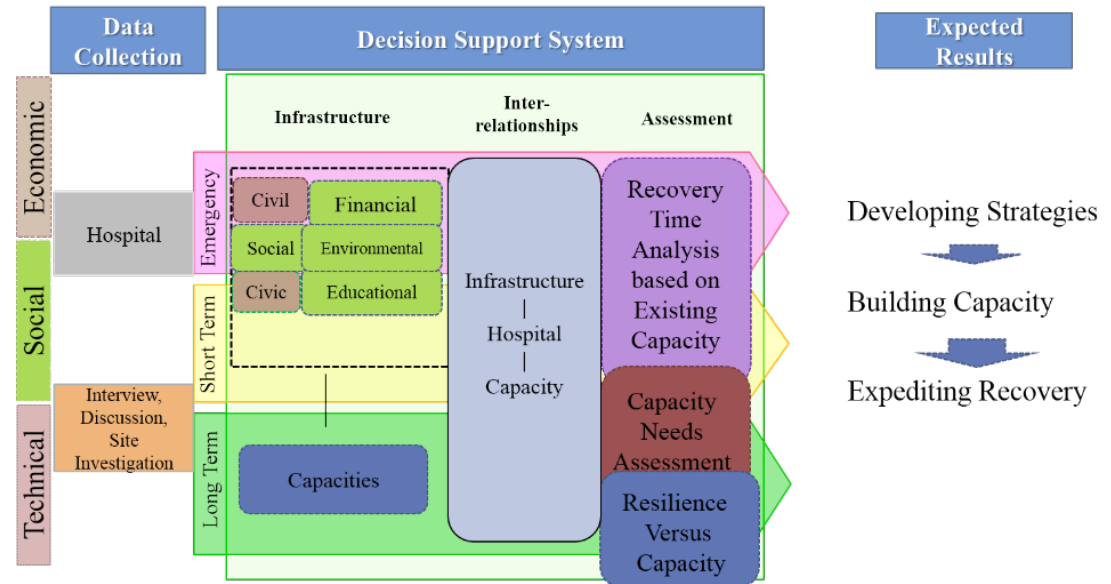 Data
Collection
Decision Support System
Expected
Results
Economic
Social
Technical
Hospital
Interview,
Discussion,
Site
Investigation
Infrastructure
Inter-
relationships
Assessment
Emergency
Short Term
Long Term
Civil
Financial
Social
Environmental
Civic
Educational
Capacities
Infrastructure
Hospital
Capacity
Recovery
Time
Analysis
based on
Existing
Capacity
Capacity
Needs
Assessment
Resilience
Versus
Capacity
Developing Strategies
Building Capacity
Expediting Recovery